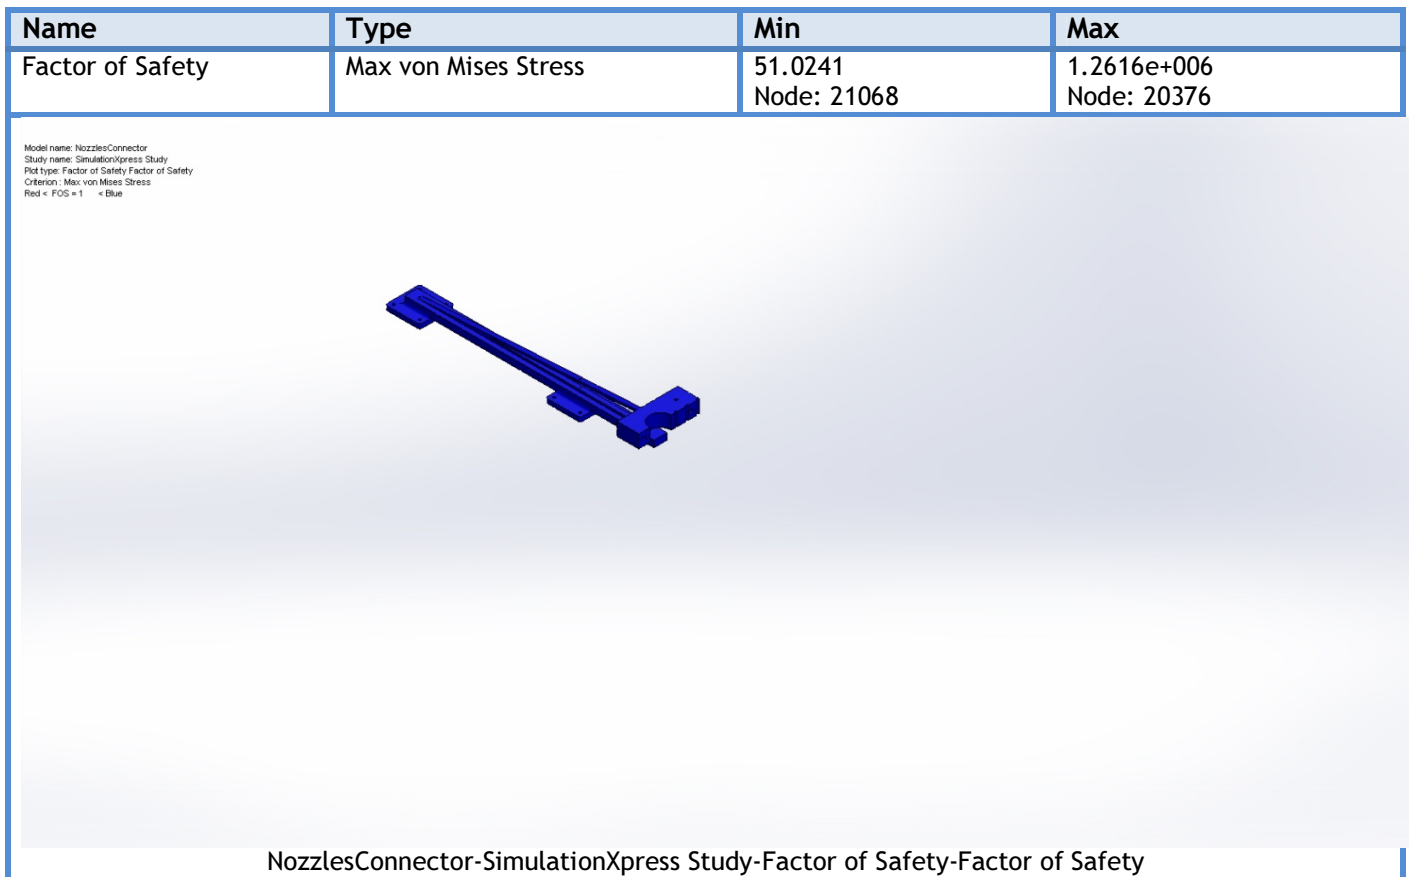 Name Type Min Max
Factor of Safety Max von Mises Stress 51.0241 1.2616e+006
Node: 21068 Node: 20376
Model name: NozzlesConnector
Study name: SimulationXpress Study
Plot type: Factor of Safety Factor of Safety
Criterion : Max von Mises Stress
Red < FOS = 1 < Blue
NozzlesConnector-SimulationXpress Study-Factor of Safety-Factor of Safety